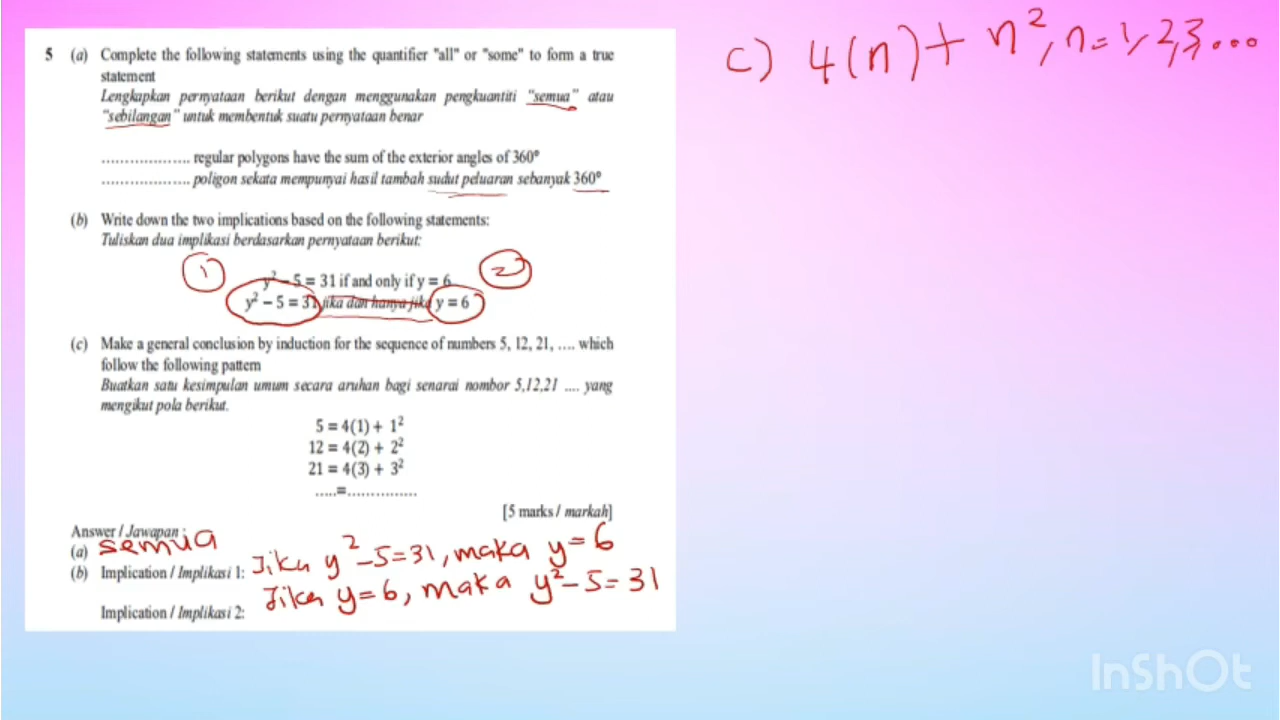 5 (a) Complete the following statements using the quantifier "all" or "some" to form a true
statement
Lengkapkan pernyataan berikut dengan menggunakan pengkuantiti "semua" atau
"sebilangan" untuk membentuk suatu pernyataan benar
................... regular polygons have the sum of the exterior angles of 360°
................... poligon sekata mempunyai hasil tambah sudut peluaran sebanyak 360°
(b) Write down the two implications based on the following statements:
Tuliskan dua implikasi berdasarkan pernyataan berikut:
1 2
y² – 5 = 31 if and only if y = 6
y² – 5 = 31 jika dan hanya jika y = 6
(c) Make a general conclusion by induction for the sequence of numbers 5, 12, 21, .... which
follow the following pattern
Buatkan satu kesimpulan umum secara aruhan bagi senarai nombor 5,12,21 .... yang
mengikut pola berikut.
5 = 4(1) + 1²
12 = 4(2) + 2²
21 = 4(3) + 3²
.....=...............
[5 marks / markah]
Answer / Jawapan :
(a) semua
(b) Implication / Implikasi 1: Jika y² – 5 = 31, maka y = 6
Implication / Implikasi 2: Jika y = 6, maka y² – 5 = 31
c) 4(n) + n², n = 1, 2, 3, ...
InShOt